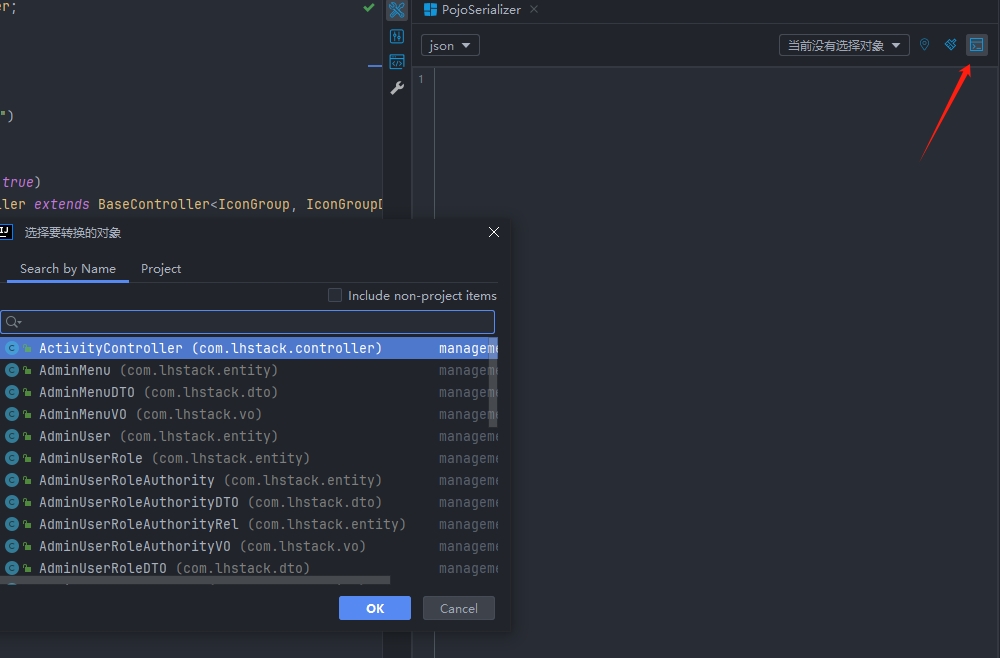 r;
PojoSerializer
json
当前没有选择对象
1
")
true)
ller extends BaseController<IconGroup, IconGroupD
选择要转换的对象
Search by Name
Project
Include non-project items
ActivityController (com.lhstack.controller) manageme
AdminMenu (com.lhstack.entity) manageme
AdminMenuDTO (com.lhstack.dto) manageme
AdminMenuVO (com.lhstack.vo) manageme
AdminUser (com.lhstack.entity) manageme
AdminUserRole (com.lhstack.entity) manageme
AdminUserRoleAuthority (com.lhstack.entity) manageme
AdminUserRoleAuthorityDTO (com.lhstack.dto) manageme
AdminUserRoleAuthorityRel (com.lhstack.entity) manageme
AdminUserRoleAuthorityVO (com.lhstack.vo) manageme
AdminUserRoleDTO (com.lhstack.dto) manageme
OK
Cancel